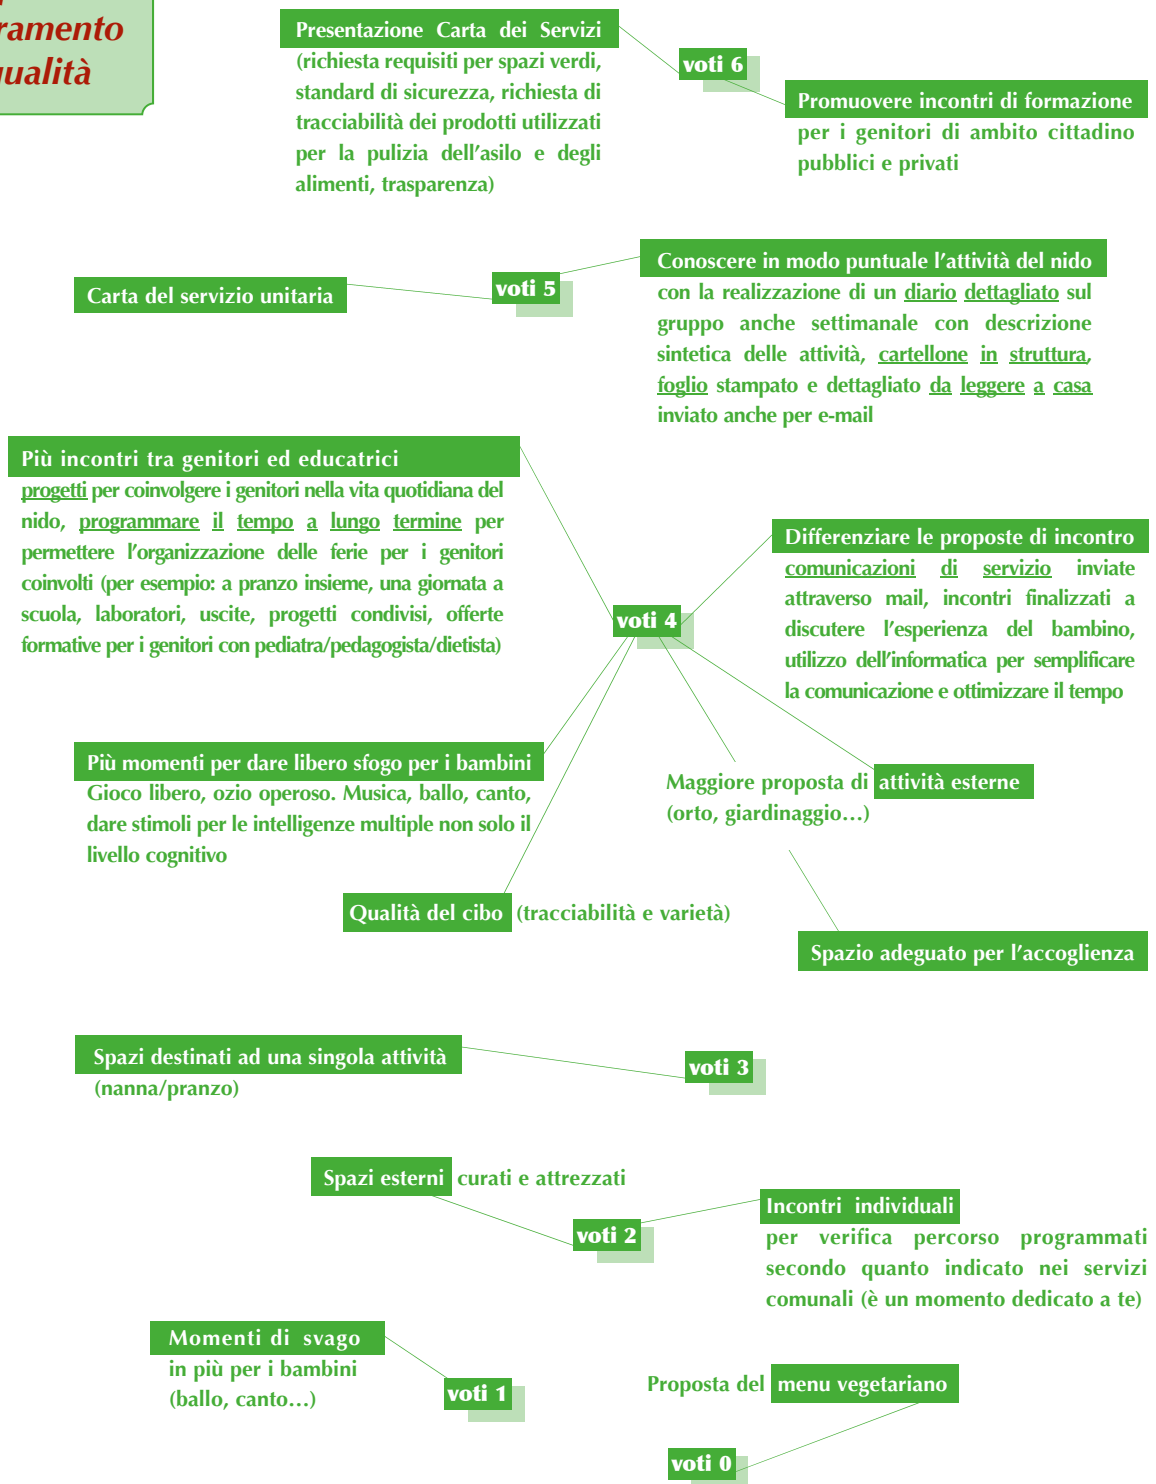 ramento
qualità
Presentazione Carta dei Servizi
(richiesta requisiti per spazi verdi,
standard di sicurezza, richiesta di
tracciabilità dei prodotti utilizzati
per la pulizia dell'asilo e degli
alimenti, trasparenza)
voti 6
Promuovere incontri di formazione
per i genitori di ambito cittadino
pubblici e privati
Carta del servizio unitaria
voti 5
Conoscere in modo puntuale l'attività del nido
con la realizzazione di un diario dettagliato sul
gruppo anche settimanale con descrizione
sintetica delle attività, cartellone in struttura,
foglio stampato e dettagliato da leggere a casa
inviato anche per e-mail
Più incontri tra genitori ed educatrici
progetti per coinvolgere i genitori nella vita quotidiana del
nido, programmare il tempo a lungo termine per
permettere l'organizzazione delle ferie per i genitori
coinvolti (per esempio: a pranzo insieme, una giornata a
scuola, laboratori, uscite, progetti condivisi, offerte
formative per i genitori con pediatra/pedagogista/dietista)
voti 4
Differenziare le proposte di incontro
comunicazioni di servizio inviate
attraverso mail, incontri finalizzati a
discutere l'esperienza del bambino,
utilizzo dell'informatica per semplificare
la comunicazione e ottimizzare il tempo
Più momenti per dare libero sfogo per i bambini
Gioco libero, ozio operoso. Musica, ballo, canto,
dare stimoli per le intelligenze multiple non solo il
livello cognitivo
Maggiore proposta di attività esterne
(orto, giardinaggio…)
Qualità del cibo (tracciabilità e varietà)
Spazio adeguato per l'accoglienza
Spazi destinati ad una singola attività
(nanna/pranzo)
voti 3
Spazi esterni curati e attrezzati
voti 2
Incontri individuali
per verifica percorso programmati
secondo quanto indicato nei servizi
comunali (è un momento dedicato a te)
Momenti di svago
in più per i bambini
(ballo, canto…)
voti 1
Proposta del menu vegetariano
voti 0